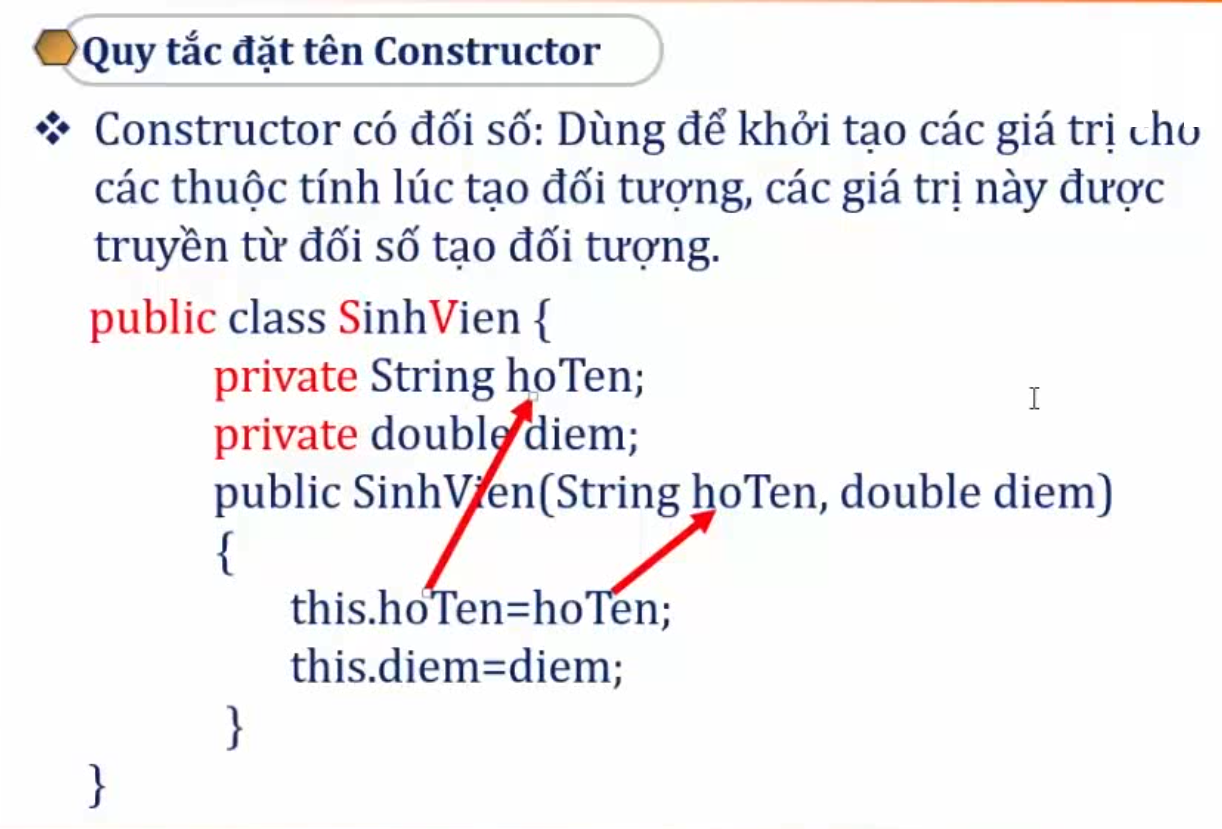 Quy tắc đặt tên Constructor
Constructor có đối số: Dùng để khởi tạo các giá trị cho
các thuộc tính lúc tạo đối tượng, các giá trị này được
truyền từ đối số tạo đối tượng.
public class SinhVien {
private String hoTen;
private double diem;
public SinhVien(String hoTen, double diem)
{
this.hoTen=hoTen;
this.diem=diem;
}
}